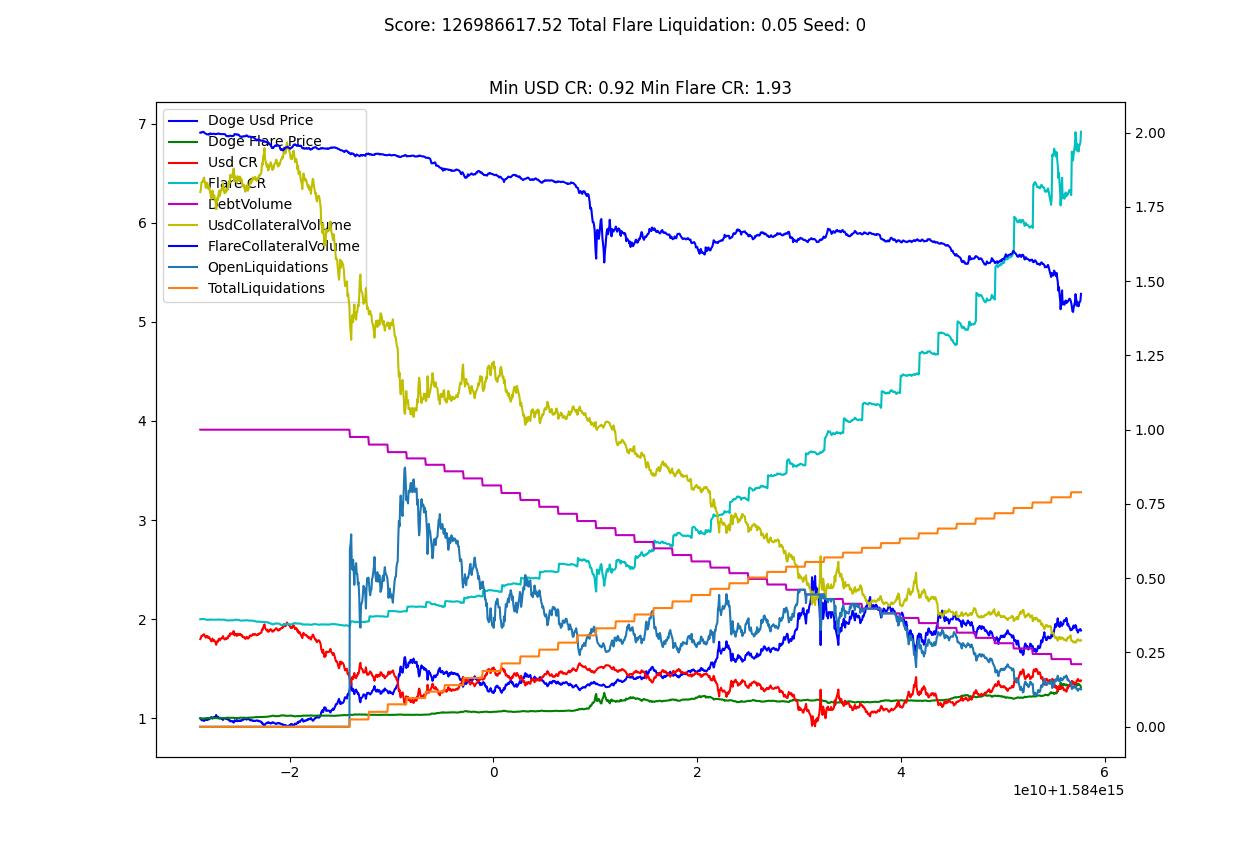 Score: 126986617.52 Total Flare Liquidation: 0.05 Seed: 0
Min USD CR: 0.92 Min Flare CR: 1.93
Doge Usd Price
Doge Flare Price
Usd CR
Flare CR
DebtVolume
UsdCollateralVolume
FlareCollateralVolume
OpenLiquidations
TotalLiquidations
7
6
5
4
3
2
1
2.00
1.75
1.50
1.25
1.00
0.75
0.50
0.25
0.00
−2
0
2
4
6
1e10+1.584e15